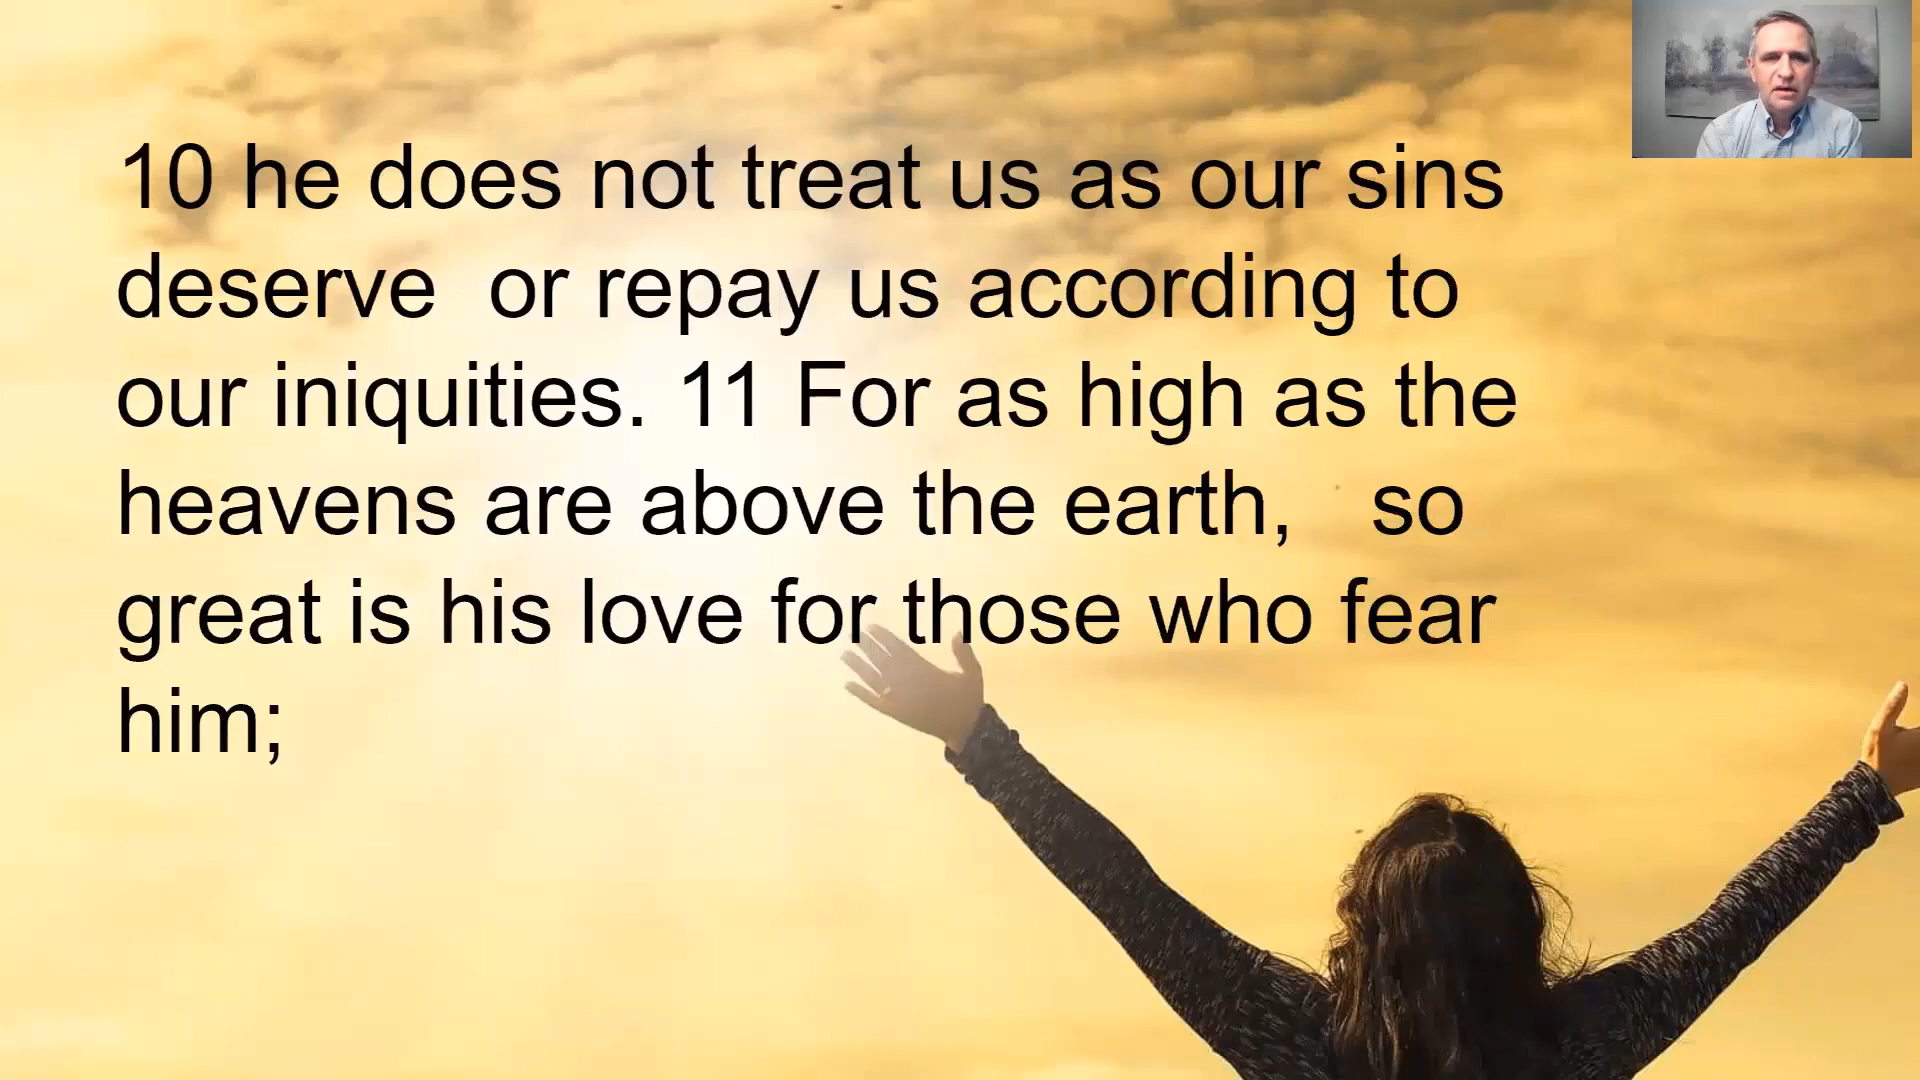 10 he does not treat us as our sins
deserve  or repay us according to
our iniquities. 11 For as high as the
heavens are above the earth,   so
great is his love for those who fear
him;